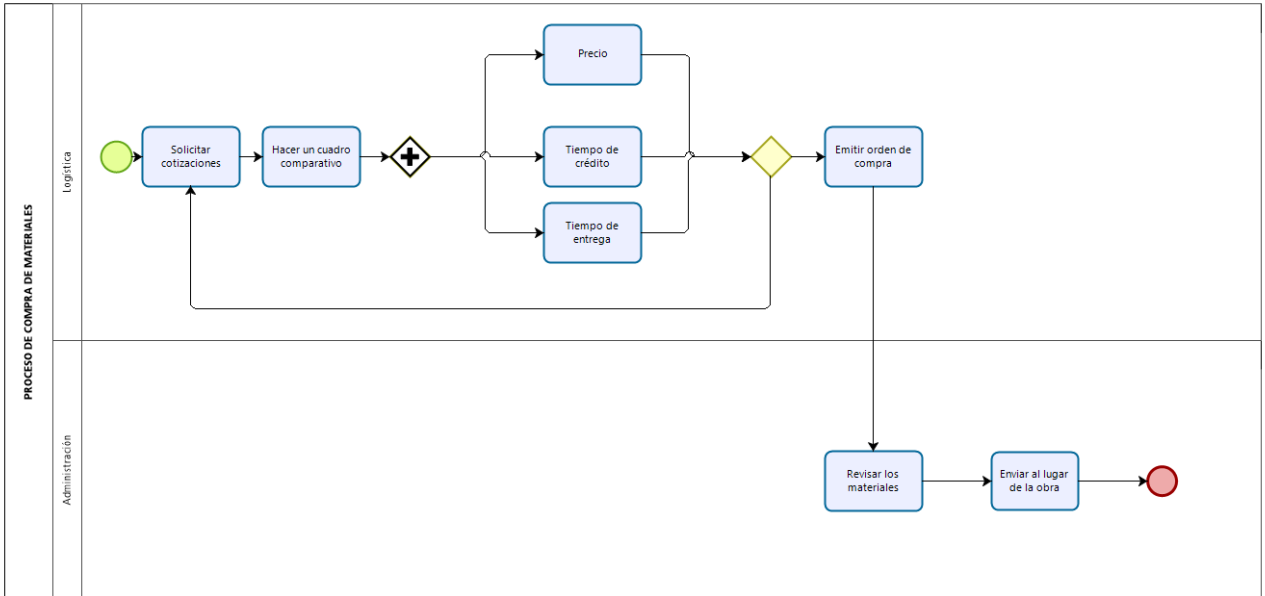 PROCESO DE COMPRA DE MATERIALES
Logística
Solicitar
cotizaciones
Hacer un cuadro
comparativo
Precio
Tiempo de
crédito
Tiempo de
entrega
Emitir orden de
compra
Administración
Revisar los
materiales
Enviar al lugar
de la obra